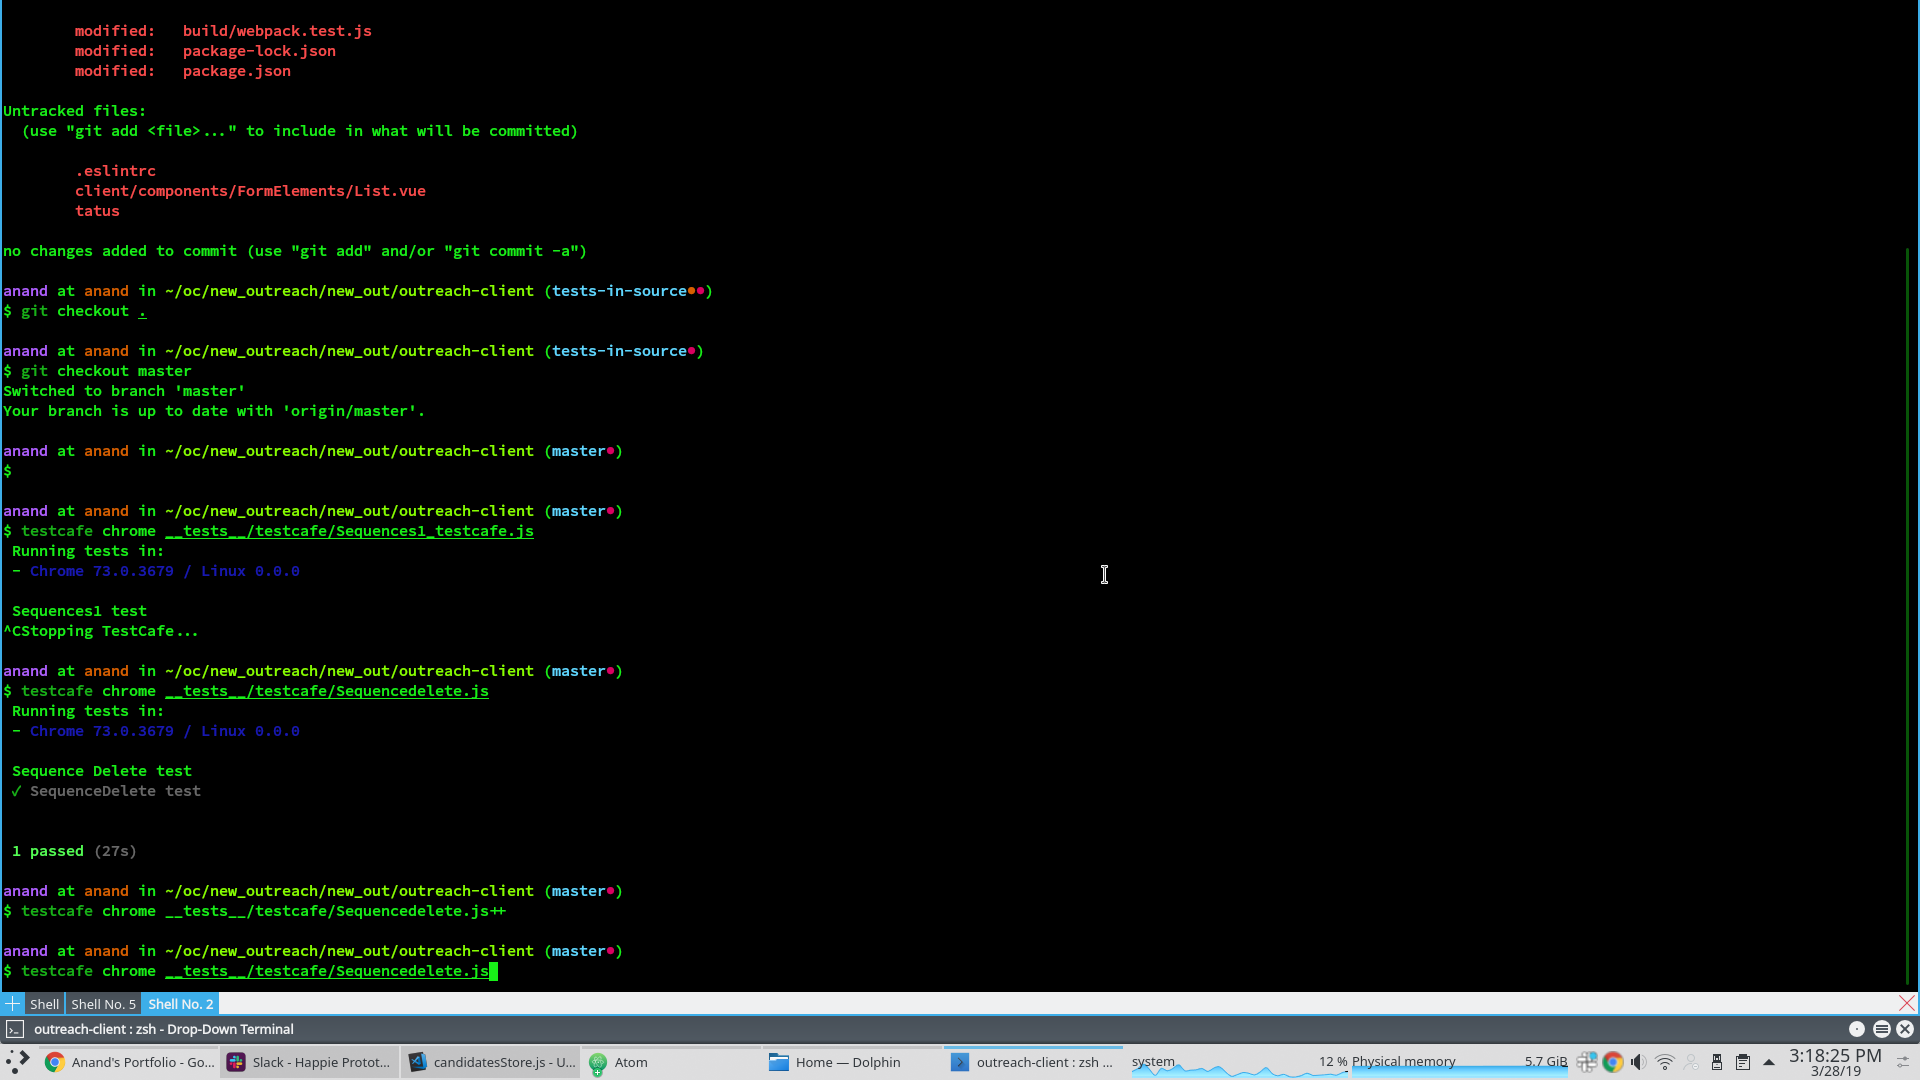 modified:   build/webpack.test.js
modified:   package-lock.json
modified:   package.json
Untracked files:
(use "git add <file>..." to include in what will be committed)
.eslintrc
client/components/FormElements/List.vue
tatus
no changes added to commit (use "git add" and/or "git commit -a")
anand at anand in ~/oc/new_outreach/new_out/outreach-client (tests-in-source●●)
$ git checkout .
anand at anand in ~/oc/new_outreach/new_out/outreach-client (tests-in-source●)
$ git checkout master
Switched to branch 'master'
Your branch is up to date with 'origin/master'.
anand at anand in ~/oc/new_outreach/new_out/outreach-client (master●)
$
anand at anand in ~/oc/new_outreach/new_out/outreach-client (master●)
$ testcafe chrome __tests__/testcafe/Sequences1_testcafe.js
Running tests in:
- Chrome 73.0.3679 / Linux 0.0.0
Sequences1 test
^CStopping TestCafe...
anand at anand in ~/oc/new_outreach/new_out/outreach-client (master●)
$ testcafe chrome __tests__/testcafe/Sequencedelete.js
Running tests in:
- Chrome 73.0.3679 / Linux 0.0.0
Sequence Delete test
✓ SequenceDelete test
1 passed (27s)
anand at anand in ~/oc/new_outreach/new_out/outreach-client (master●)
$ testcafe chrome __tests__/testcafe/Sequencedelete.js++
anand at anand in ~/oc/new_outreach/new_out/outreach-client (master●)
$ testcafe chrome __tests__/testcafe/Sequencedelete.js
Shell Shell No. 5 Shell No. 2
outreach-client : zsh - Drop-Down Terminal
Anand's Portfolio - Go... Slack - Happie Protot... candidatesStore.js - U... Atom Home — Dolphin outreach-client : zsh ... system 12 % Physical memory 5.7 GiB 3:18:25 PM
3/28/19